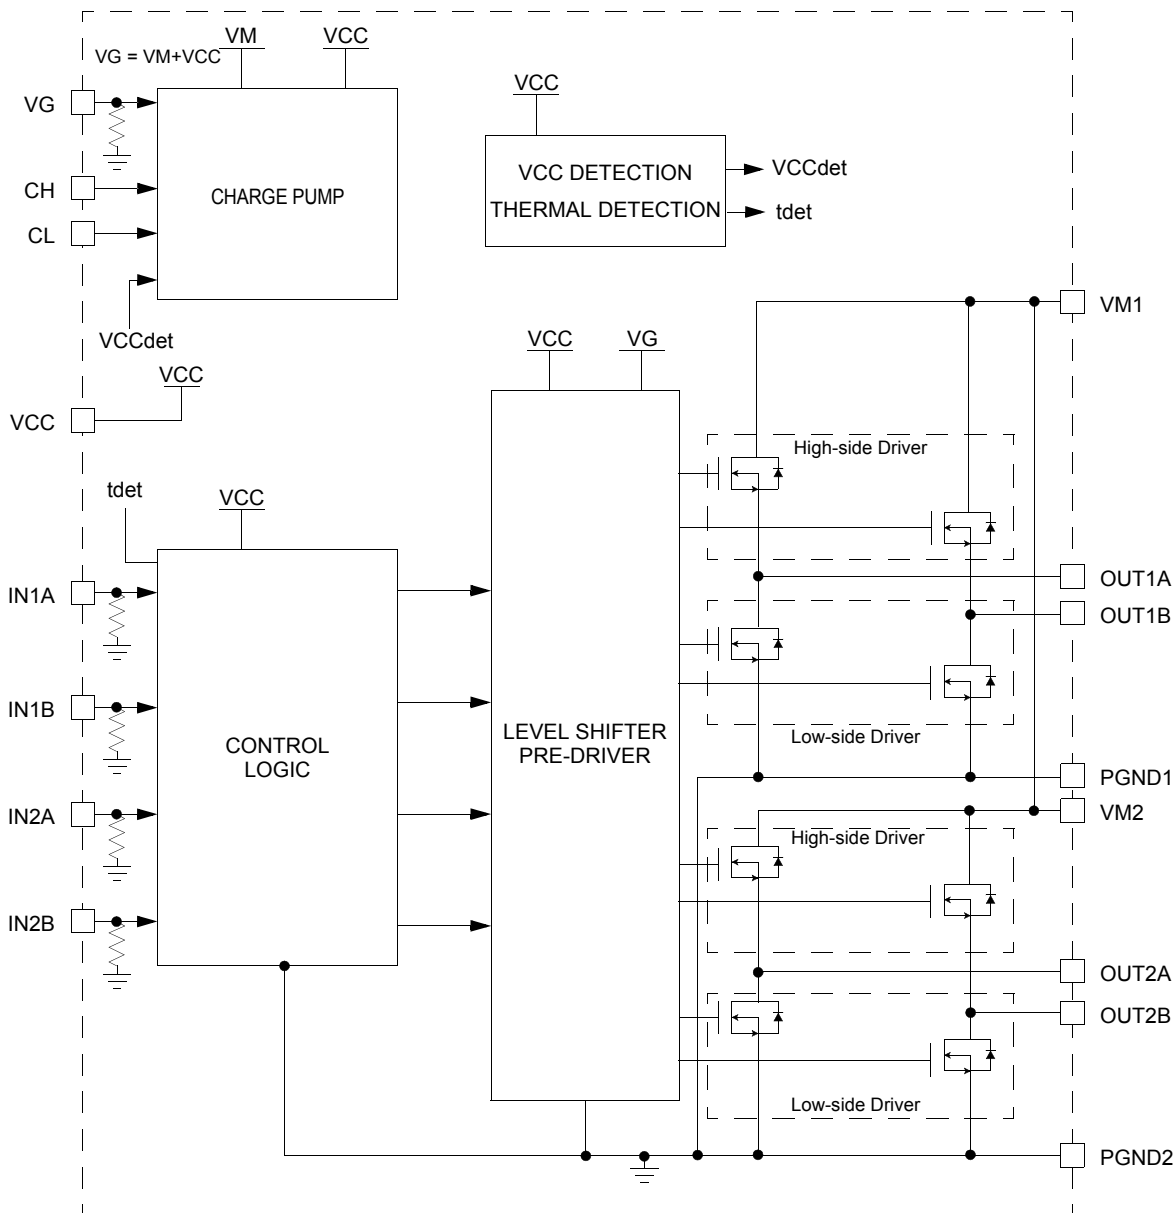 VG = VM+VCC
VM
VCC
VG
CH
CL
CHARGE PUMP
VCCdet
VCC
VCC DETECTION
THERMAL DETECTION
VCCdet
tdet
VM1
VCC
VCC
VCC
VG
High-side Driver
tdet
VCC
IN1A
IN1B
IN2A
IN2B
CONTROL
LOGIC
LEVEL SHIFTER
PRE-DRIVER
OUT1A
OUT1B
Low-side Driver
PGND1
VM2
High-side Driver
OUT2A
OUT2B
Low-side Driver
PGND2